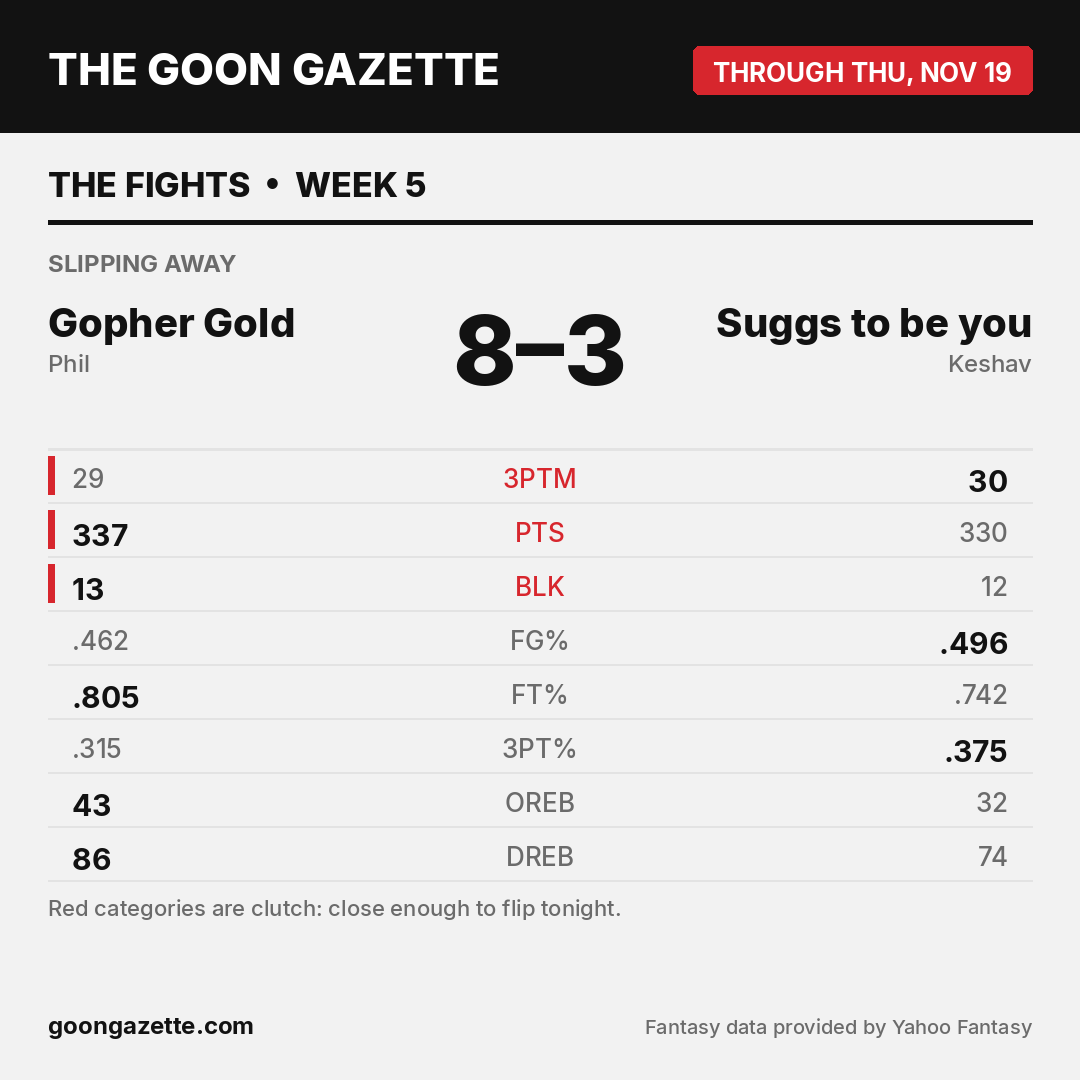 THE GOON GAZETTE
THROUGH THU, NOV 19
THE FIGHTS • WEEK 5
SLIPPING AWAY
Gopher Gold 8–3 Suggs to be you
Phil Keshav
29 3PTM 30
337 PTS 330
13 BLK 12
.462 FG% .496
.805 FT% .742
.315 3PT% .375
43 OREB 32
86 DREB 74
Red categories are clutch: close enough to flip tonight.
goongazette.com Fantasy data provided by Yahoo Fantasy